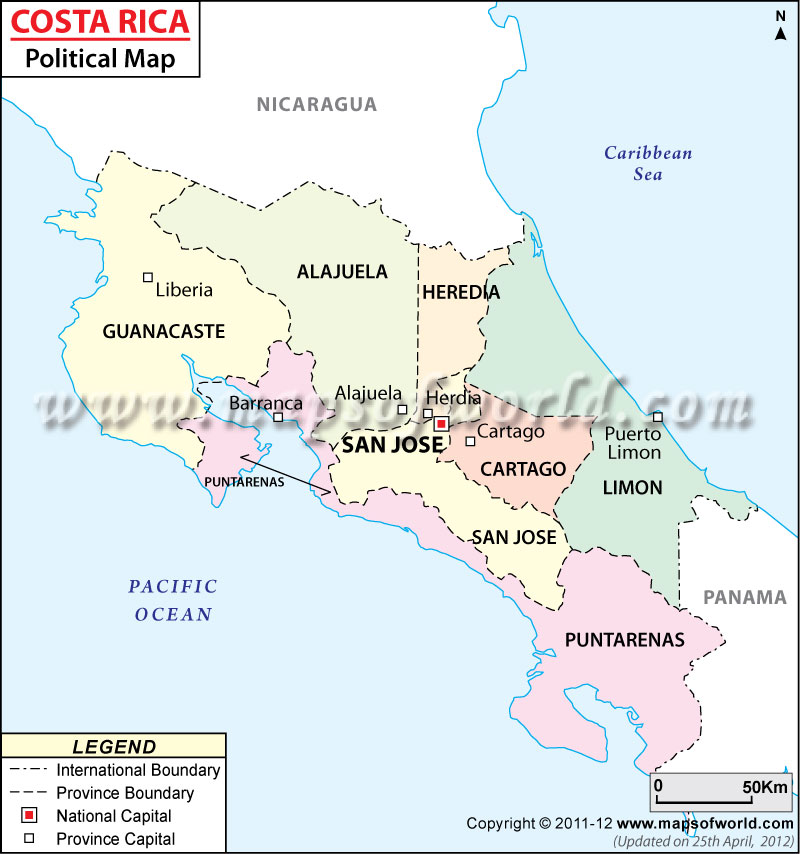 COSTA RICA
Political Map
N
NICARAGUA
Caribbean
Sea
ALAJUELA
HEREDIA
Liberia
GUANACASTE
Alajuela
Herdia
Barranca
www.mapsofworld.com
Puerto
Limon
Cartago
SAN JOSE
CARTAGO
PUNTARENAS
LIMON
SAN JOSE
PACIFIC
OCEAN
PANAMA
PUNTARENAS
LEGEND
International Boundary
Province Boundary
National Capital
Province Capital
0 50Km
Copyright © 2011-12 www.mapsofworld.com
(Updated on 25th April, 2012)